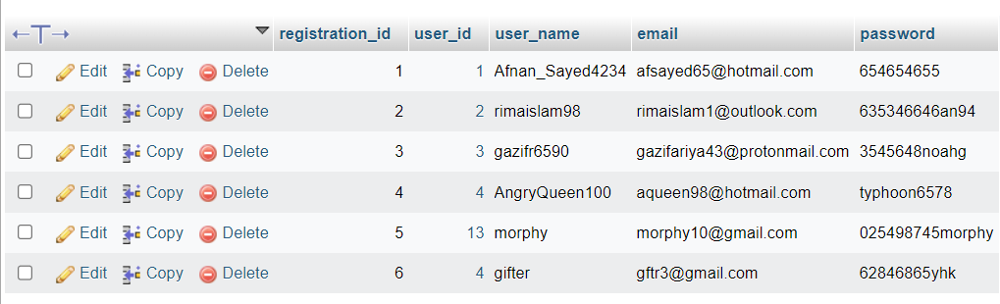 ←T→ registration_id user_id user_name email password
Edit Copy Delete 1 1 Afnan_Sayed4234 afsayed65@hotmail.com 654654655
Edit Copy Delete 2 2 rimaislam98 rimaislam1@outlook.com 635346646an94
Edit Copy Delete 3 3 gazifr6590 gazifariya43@protonmail.com 3545648noahg
Edit Copy Delete 4 4 AngryQueen100 aqueen98@hotmail.com typhoon6578
Edit Copy Delete 5 13 morphy morphy10@gmail.com 025498745morphy
Edit Copy Delete 6 4 gifter gftr3@gmail.com 62846865yhk